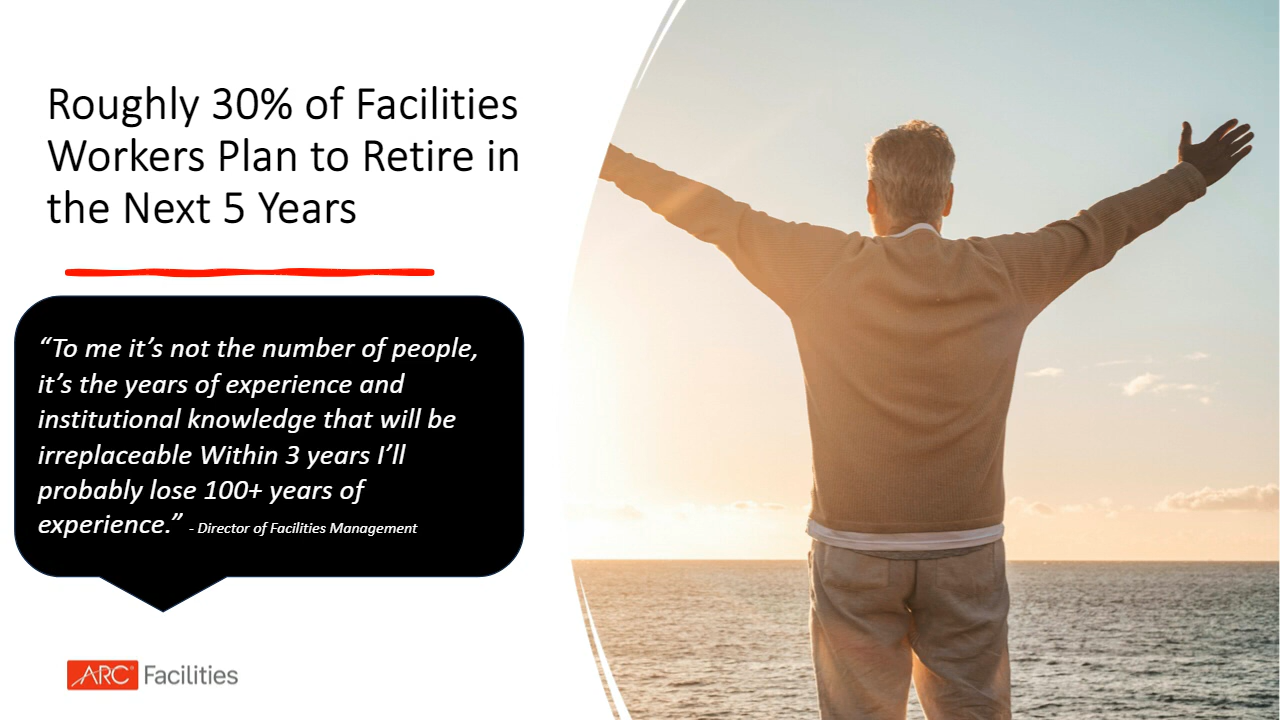 Roughly 30% of Facilities
Workers Plan to Retire in
the Next 5 Years
“To me it’s not the number of people,
it’s the years of experience and
institutional knowledge that will be
irreplaceable Within 3 years I’ll
probably lose 100+ years of
experience.” - Director of Facilities Management
ARC® Facilities